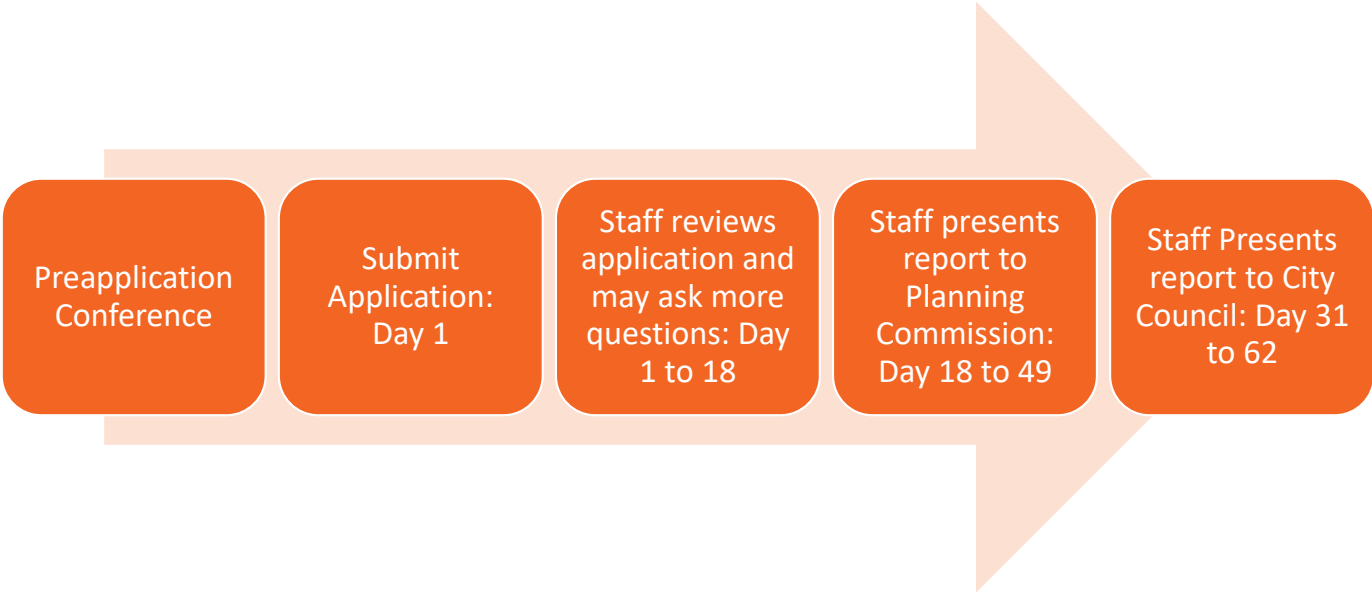 Preapplication
Conference
Submit
Application:
Day 1
Staff reviews
application and
may ask more
questions: Day
1 to 18
Staff presents
report to
Planning
Commission:
Day 18 to 49
Staff Presents
report to City
Council: Day 31
to 62